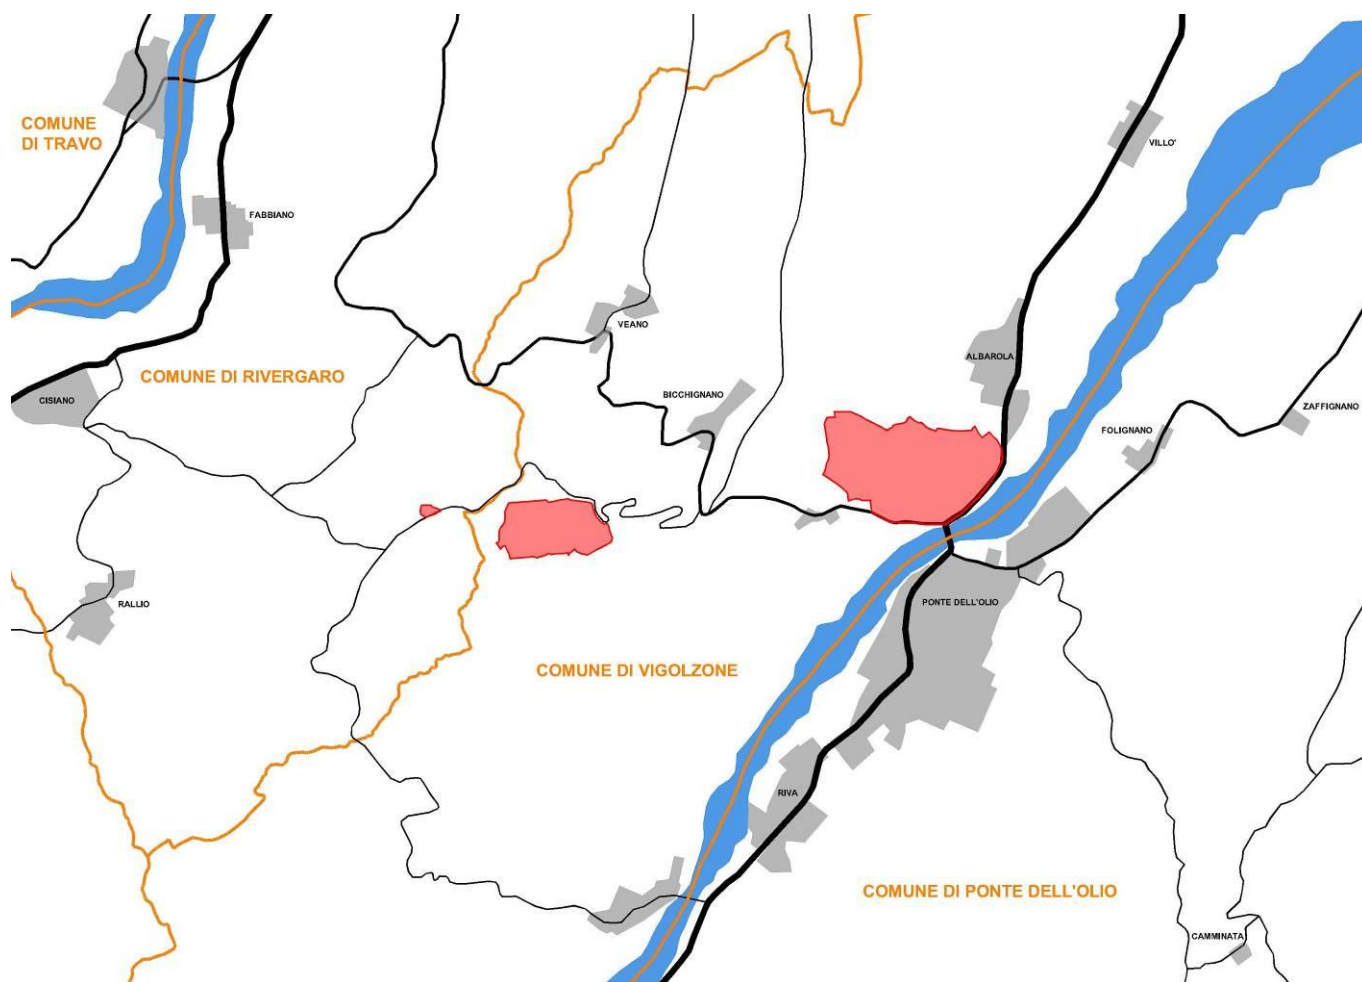 COMUNE
DI TRAVO
VILLO'
FABBIANO
VEANO
ALBAROLA
COMUNE DI RIVERGARO
CISIANO
BICCHIGNANO
ZAFFIGNANO
FOLIGNANO
RALLIO
PONTE DELL'OLIO
COMUNE DI VIGOLZONE
RIVA
COMUNE DI PONTE DELL'OLIO
CAMMINATA